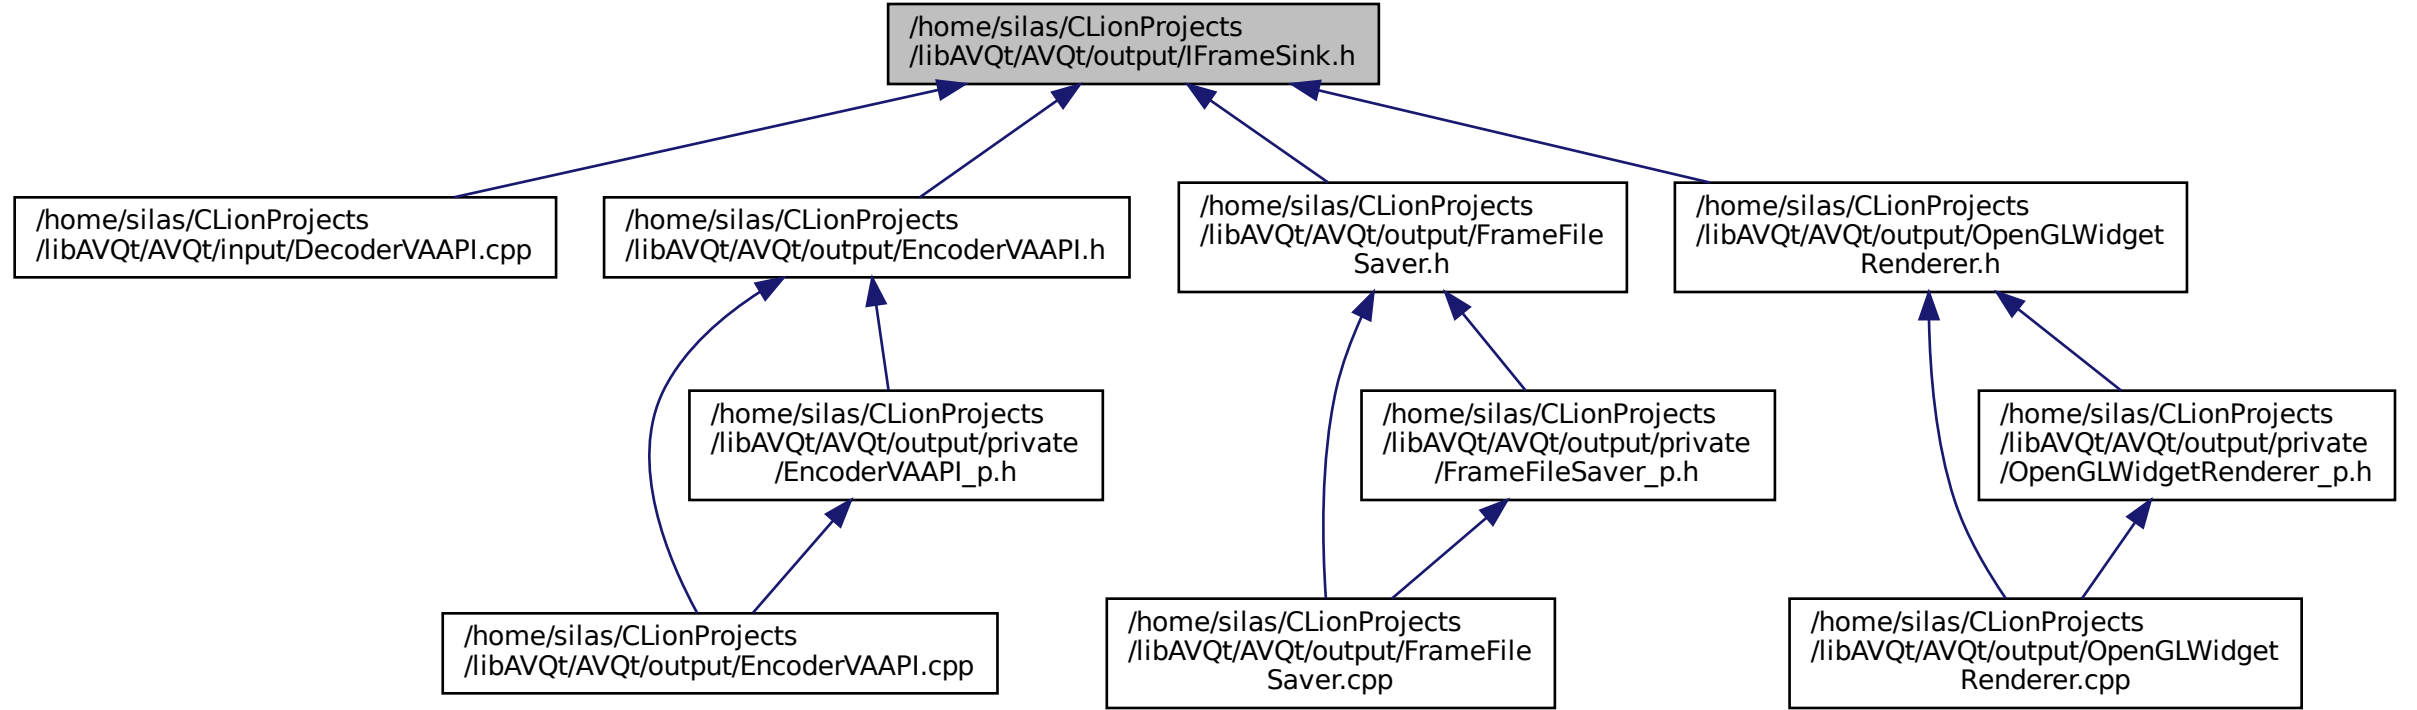 /home/silas/CLionProjects
/libAVQt/AVQt/output/IFrameSink.h
/home/silas/CLionProjects
/libAVQt/AVQt/input/DecoderVAAPI.cpp
/home/silas/CLionProjects
/libAVQt/AVQt/output/EncoderVAAPI.h
/home/silas/CLionProjects
/libAVQt/AVQt/output/FrameFile
Saver.h
/home/silas/CLionProjects
/libAVQt/AVQt/output/OpenGLWidget
Renderer.h
/home/silas/CLionProjects
/libAVQt/AVQt/output/private
/EncoderVAAPI_p.h
/home/silas/CLionProjects
/libAVQt/AVQt/output/private
/FrameFileSaver_p.h
/home/silas/CLionProjects
/libAVQt/AVQt/output/private
/OpenGLWidgetRenderer_p.h
/home/silas/CLionProjects
/libAVQt/AVQt/output/EncoderVAAPI.cpp
/home/silas/CLionProjects
/libAVQt/AVQt/output/FrameFile
Saver.cpp
/home/silas/CLionProjects
/libAVQt/AVQt/output/OpenGLWidget
Renderer.cpp